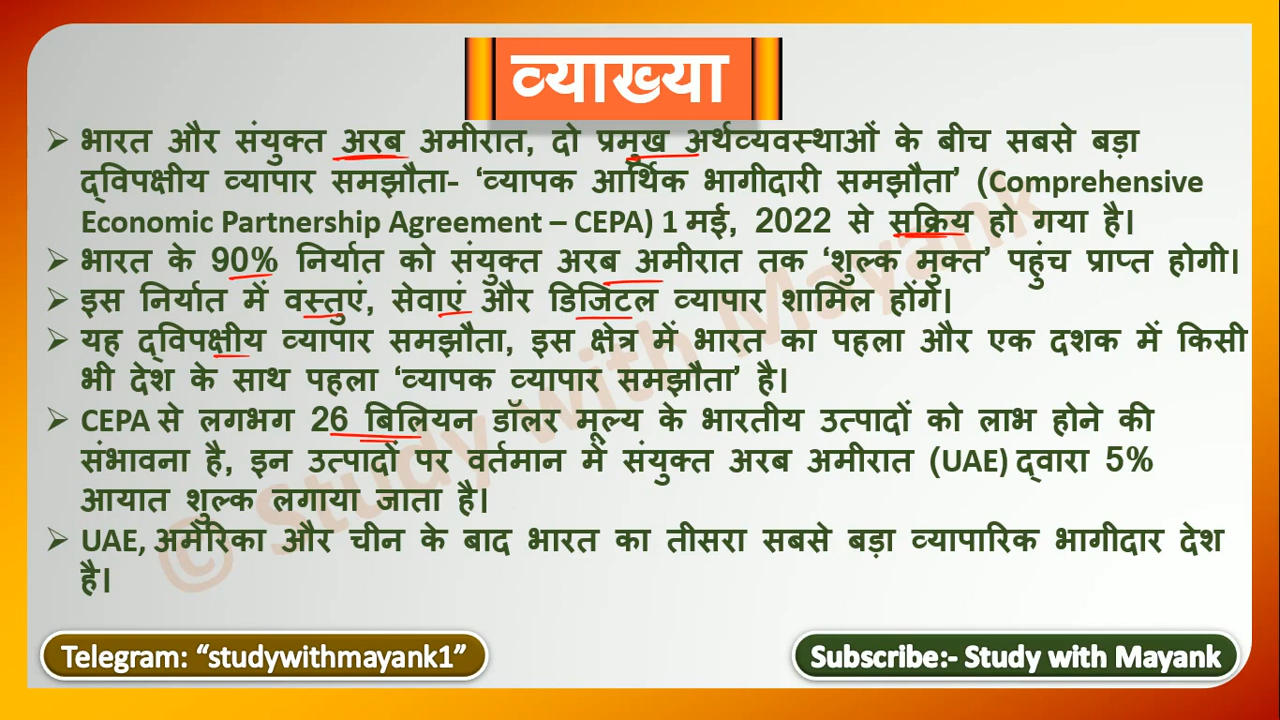 व्याख्या
➢ भारत और संयुक्त अरब अमीरात, दो प्रमुख अर्थव्यवस्थाओं के बीच सबसे बड़ा
द्विपक्षीय व्यापार समझौता- ‘व्यापक आर्थिक भागीदारी समझौता’ (Comprehensive
Economic Partnership Agreement – CEPA) 1 मई, 2022 से सक्रिय हो गया है।
➢ भारत के 90% निर्यात को संयुक्त अरब अमीरात तक ‘शुल्क मुक्त’ पहुंच प्राप्त होगी।
➢ इस निर्यात में वस्तुएं, सेवाएं और डिजिटल व्यापार शामिल होंगे।
➢ यह द्विपक्षीय व्यापार समझौता, इस क्षेत्र में भारत का पहला और एक दशक में किसी
भी देश के साथ पहला ‘व्यापक व्यापार समझौता’ है।
➢ CEPA से लगभग 26 बिलियन डॉलर मूल्य के भारतीय उत्पादों को लाभ होने की
संभावना है, इन उत्पादों पर वर्तमान में संयुक्त अरब अमीरात (UAE) द्वारा 5%
आयात शुल्क लगाया जाता है।
➢ UAE, अमेरिका और चीन के बाद भारत का तीसरा सबसे बड़ा व्यापारिक भागीदार देश
है।
© Study with Mayank
Telegram: “studywithmayank1”
Subscribe:- Study with Mayank